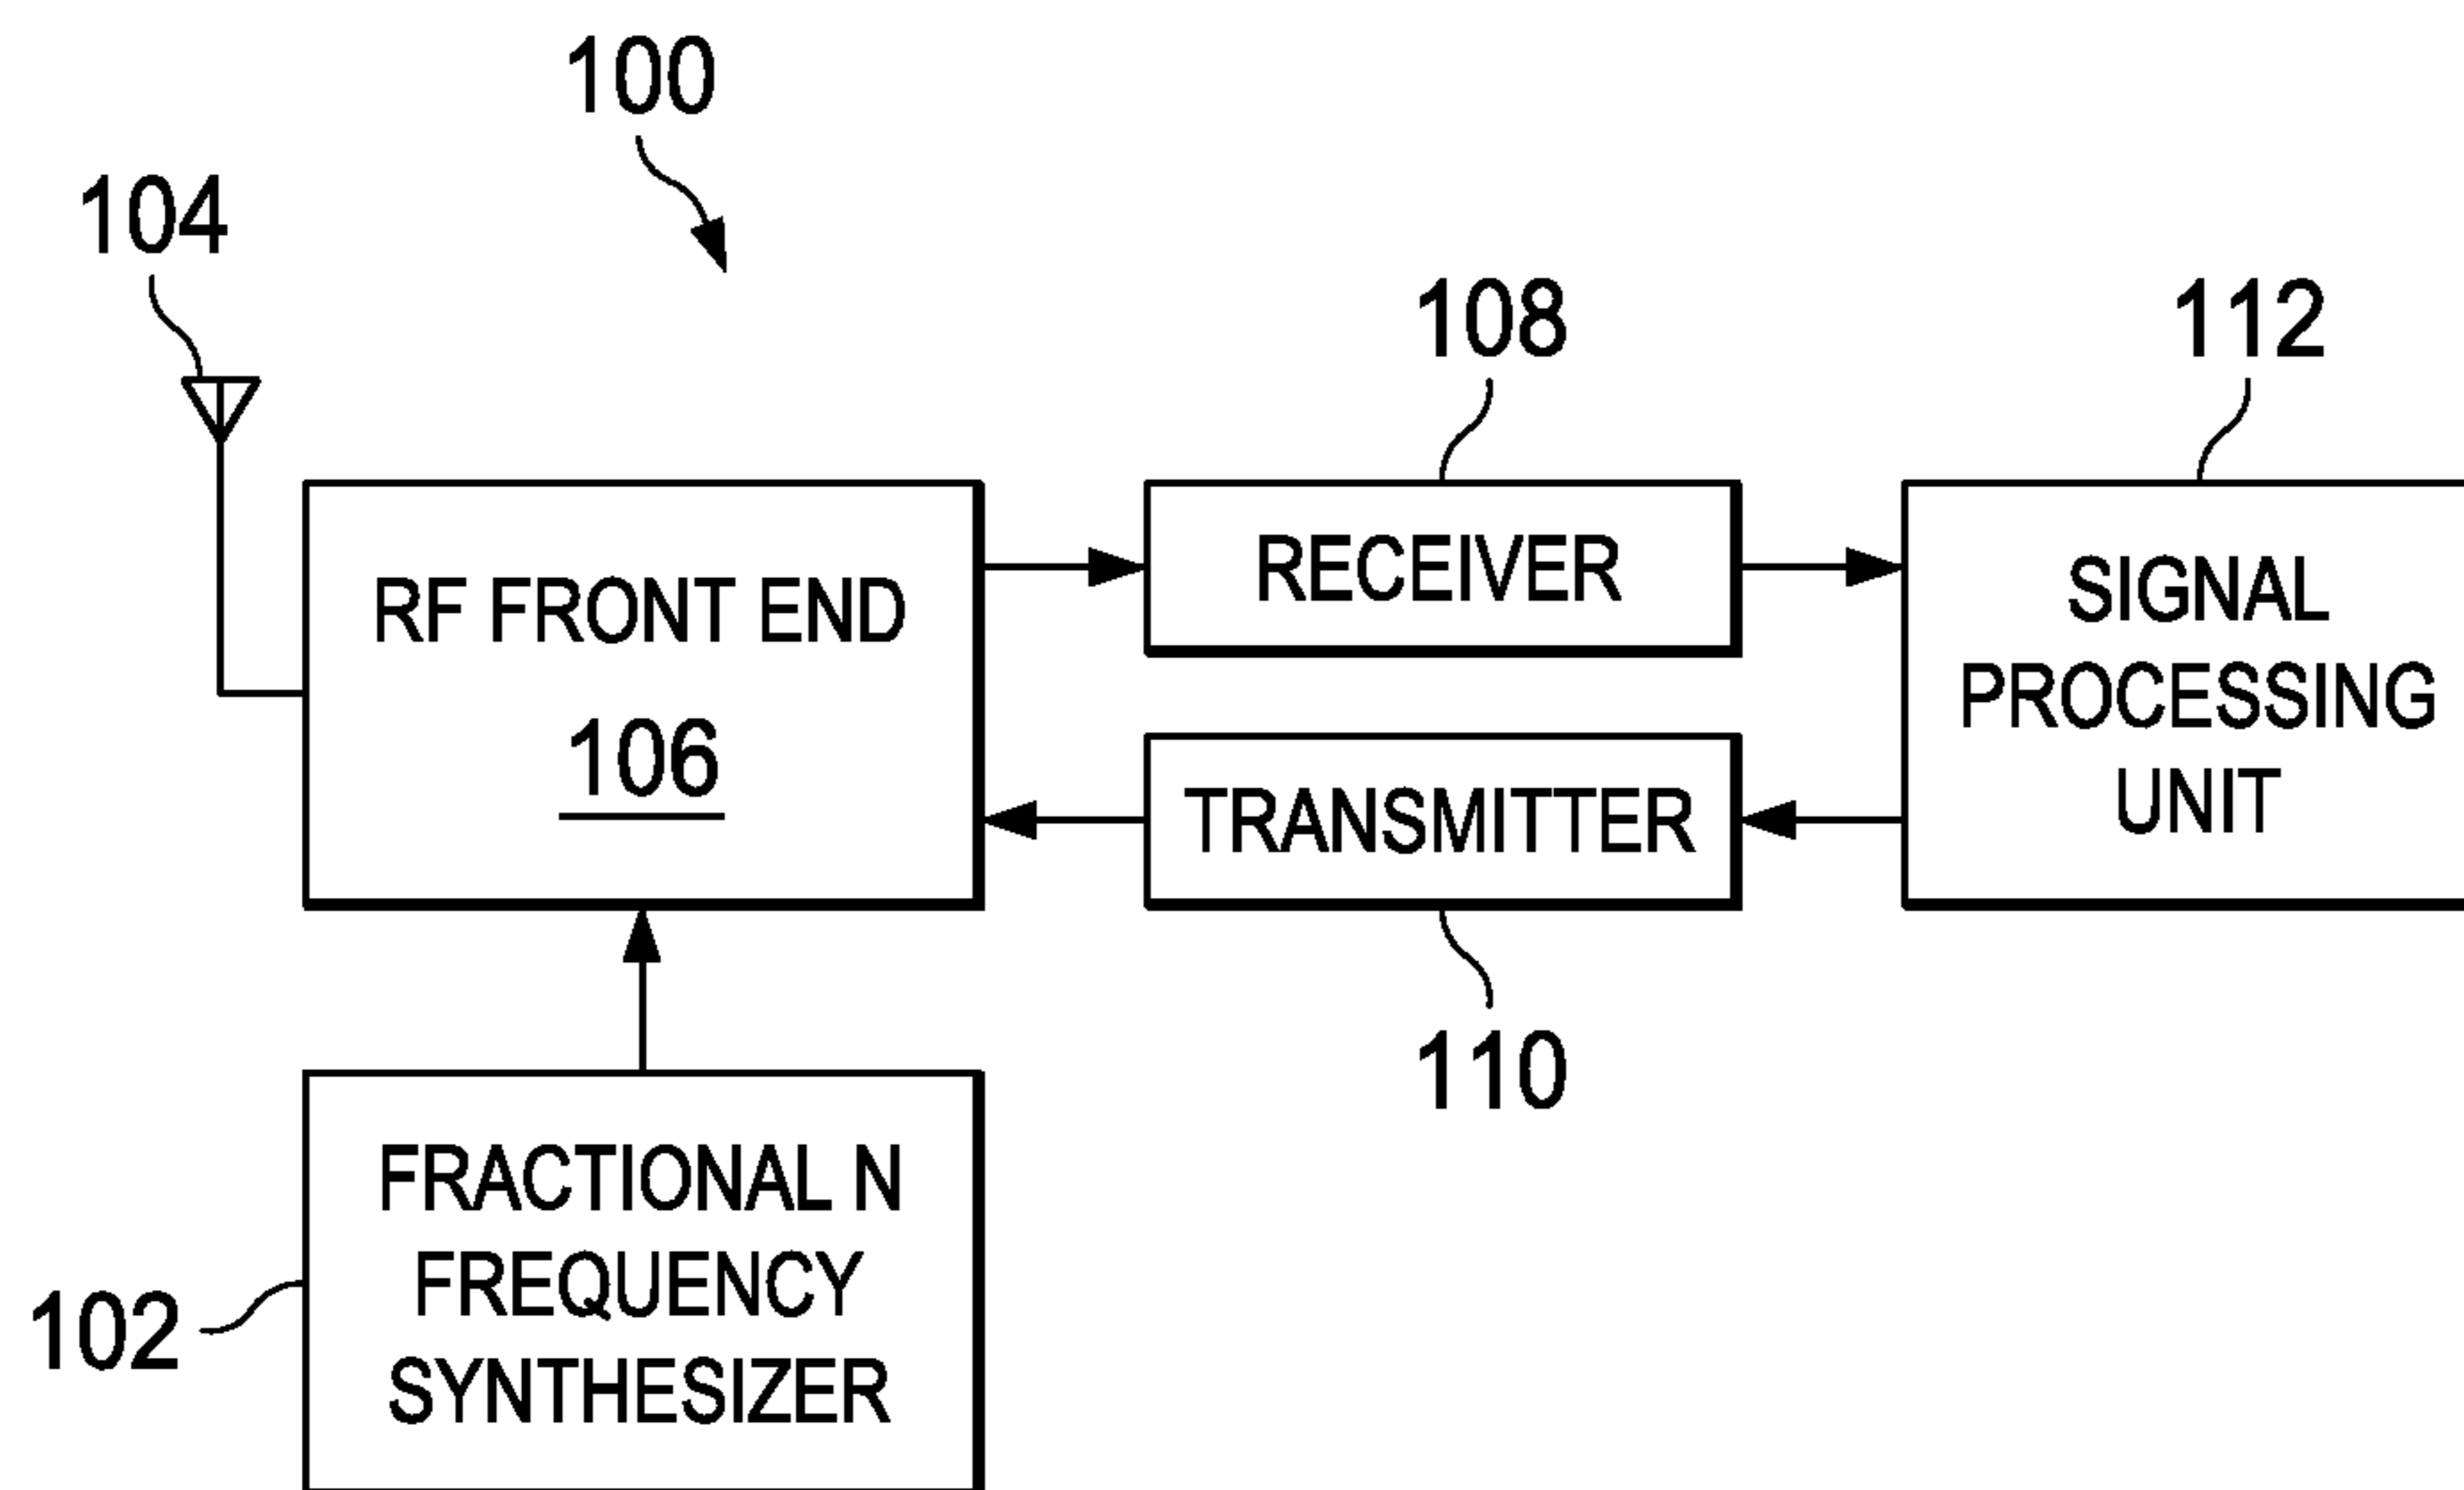 100
104
108
112
RF FRONT END
106
RECEIVER
TRANSMITTER
SIGNAL
PROCESSING
UNIT
110
FRACTIONAL N
FREQUENCY
SYNTHESIZER
102